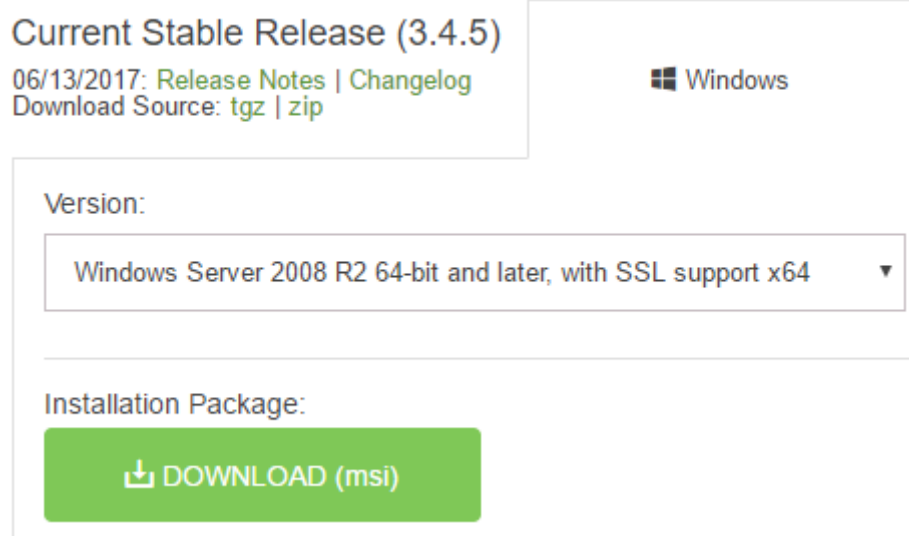 Current Stable Release (3.4.5)
06/13/2017: Release Notes | Changelog
Download Source: tgz | zip
Windows
Version:
Windows Server 2008 R2 64-bit and later, with SSL support x64
Installation Package:
DOWNLOAD (msi)